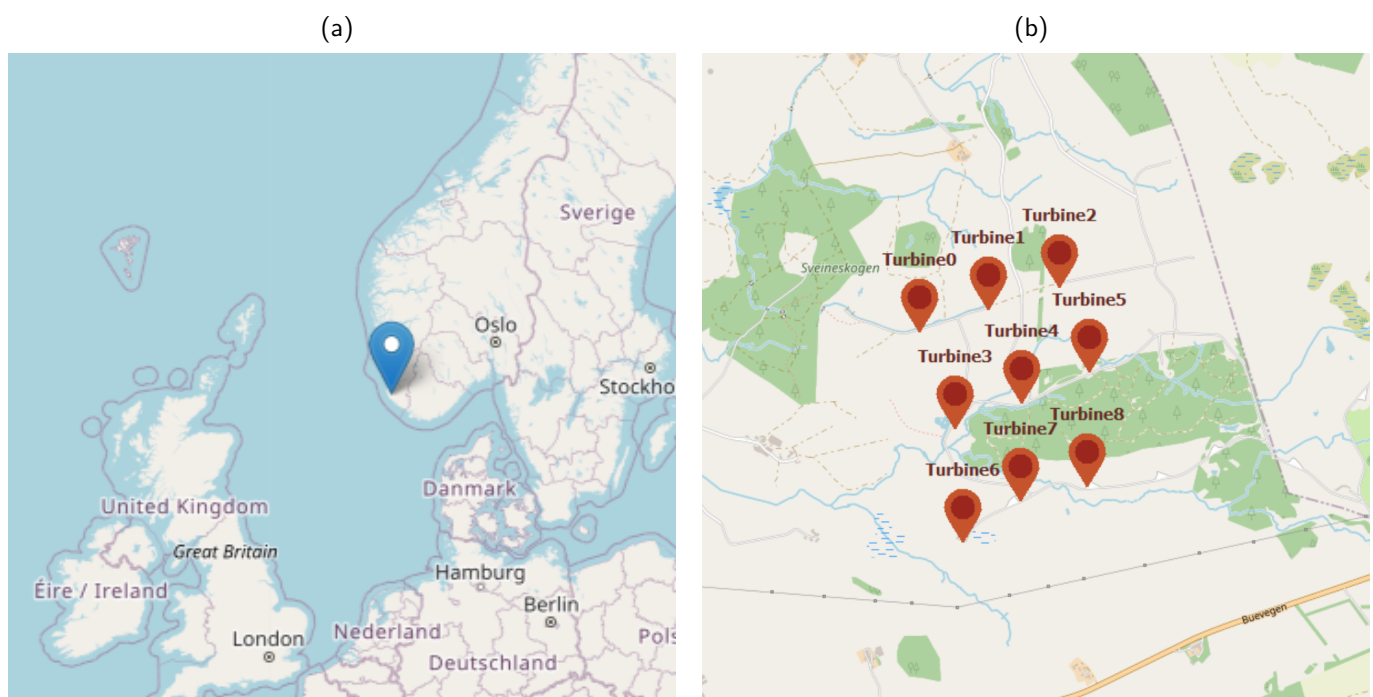 (a)
(b)
Sverige
Oslo
Stockho
United Kingdom
Great Britain
Éire / Ireland
London
Danmark
Hamburg
Berlin
Nederland
Deutschland
Pols
Sveineskogen
Turbine2
Turbine1
Turbine0
Turbine5
Turbine4
Turbine3
Turbine8
Turbine7
Turbine6
Buevegen